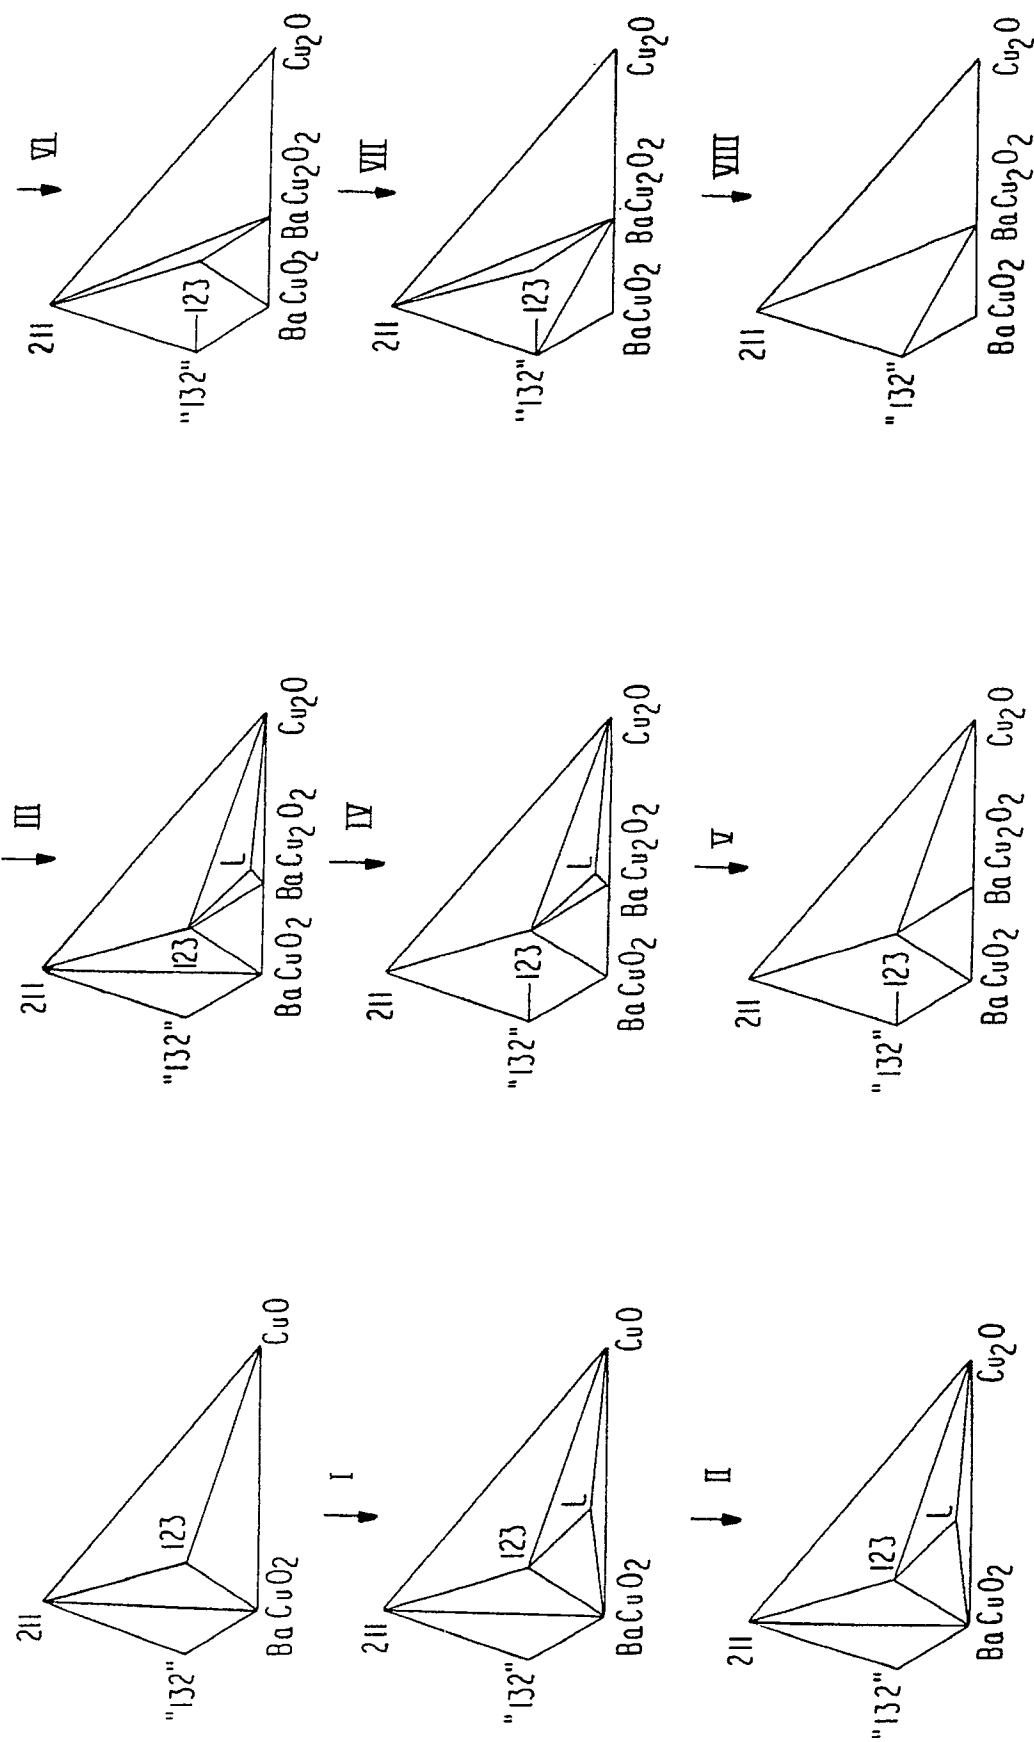 211
123
"132"
BaCuO₂ CuO
I
211
123
L
"132"
BaCuO₂ CuO
II
211
123
L
"132"
BaCuO₂ Cu₂O
III
211
123
L
"132"
BaCuO₂ BaCu₂O₂ Cu₂O
IV
211
"132" 123
L
BaCuO₂ BaCu₂O₂ Cu₂O
V
211
"132" 123
BaCuO₂ BaCu₂O₂ Cu₂O
VI
211
"132" 123
BaCuO₂ BaCu₂O₂ Cu₂O
VII
211
"132" 123
BaCuO₂ BaCu₂O₂ Cu₂O
VIII
211
"132"
BaCuO₂ BaCu₂O₂ Cu₂O